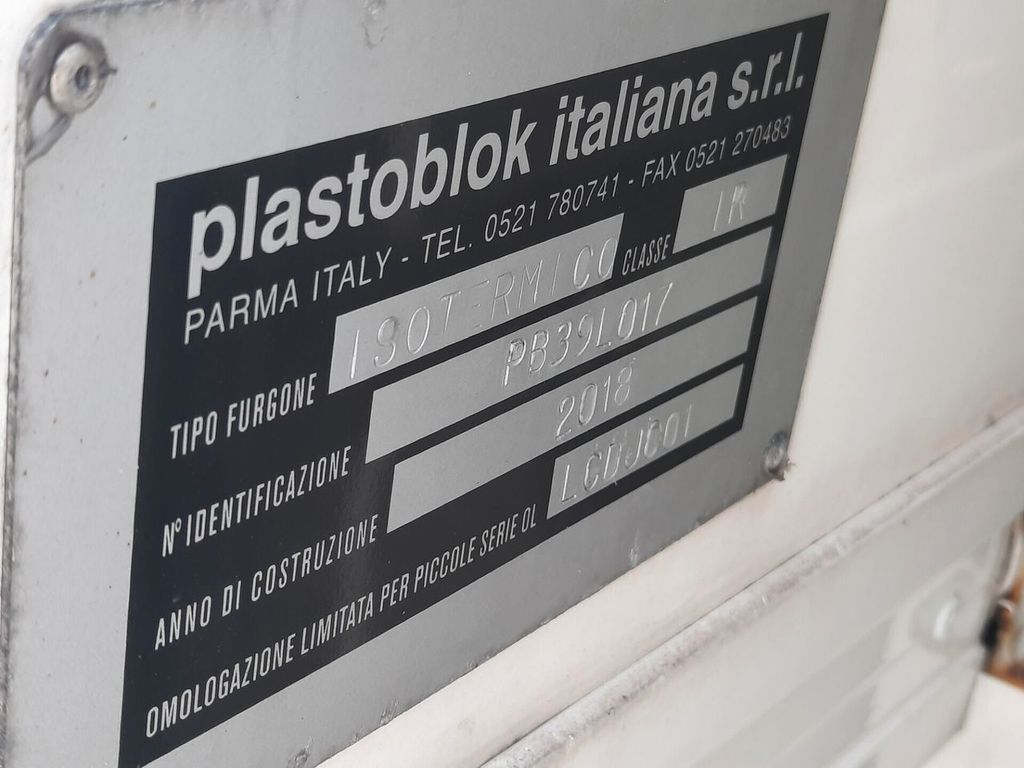 plastoblok italiana s.r.l.
PARMA ITALY - TEL. 0521 780741 - FAX 0521 270483
TIPO FURGONE ISOTERMICO CLASSE IR
N° IDENTIFICAZIONE PB39L017
ANNO DI COSTRUZIONE 2018
OMOLOGAZIONE LIMITATA PER PICCOLE SERIE OL